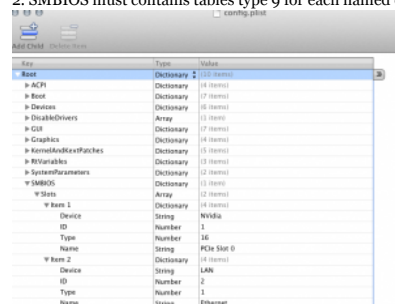 2. SMBIOS must contains tables type 9 for each named
config.plist
Add Child Delete Item
Key Type Value
Root Dictionary (10 items)
ACPI Dictionary (4 items)
Boot Dictionary (7 items)
Devices Dictionary (6 items)
DisableDrivers Array (1 item)
GUI Dictionary (7 items)
Graphics Dictionary (4 items)
KernelAndKextPatches Dictionary (5 items)
RtVariables Dictionary (3 items)
SystemParameters Dictionary (2 items)
SMBIOS Dictionary (1 item)
Slots Array (2 items)
Item 1 Dictionary (4 items)
Device String NVidia
ID Number 1
Type Number 16
Name String PCIe Slot 0
Item 2 Dictionary (4 items)
Device String LAN
ID Number 2
Type Number 1
Name String Ethernet